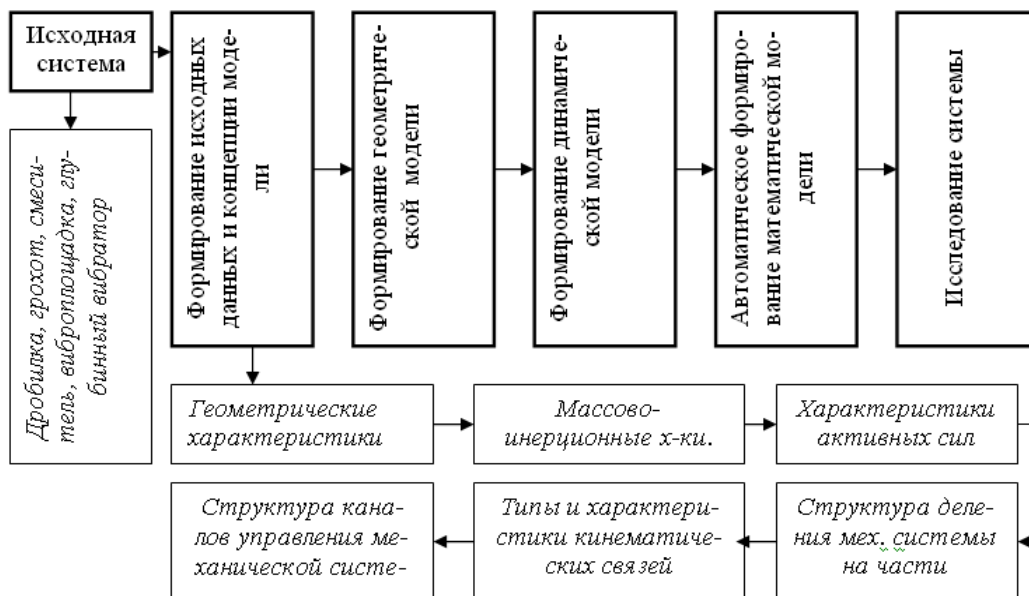 Исходная
система
Дробилка, грохот, смеси-
тель, виброплощадка, глу-
бинный вибратор
Формирование исходных
данных и концепции моде-
ли
Формирование геометриче-
ской модели
Формирование динамиче-
ской модели
Автоматическое формиро-
вание математической мо-
дели
Исследование системы
Геометрические
характеристики
Массово-
инерционные х-ки.
Характеристики
активных сил
Структура кана-
лов управления ме-
ханической систе-
Типы и характери-
стики кинематиче-
ских связей
Структура деле-
ния мех. системы
на части